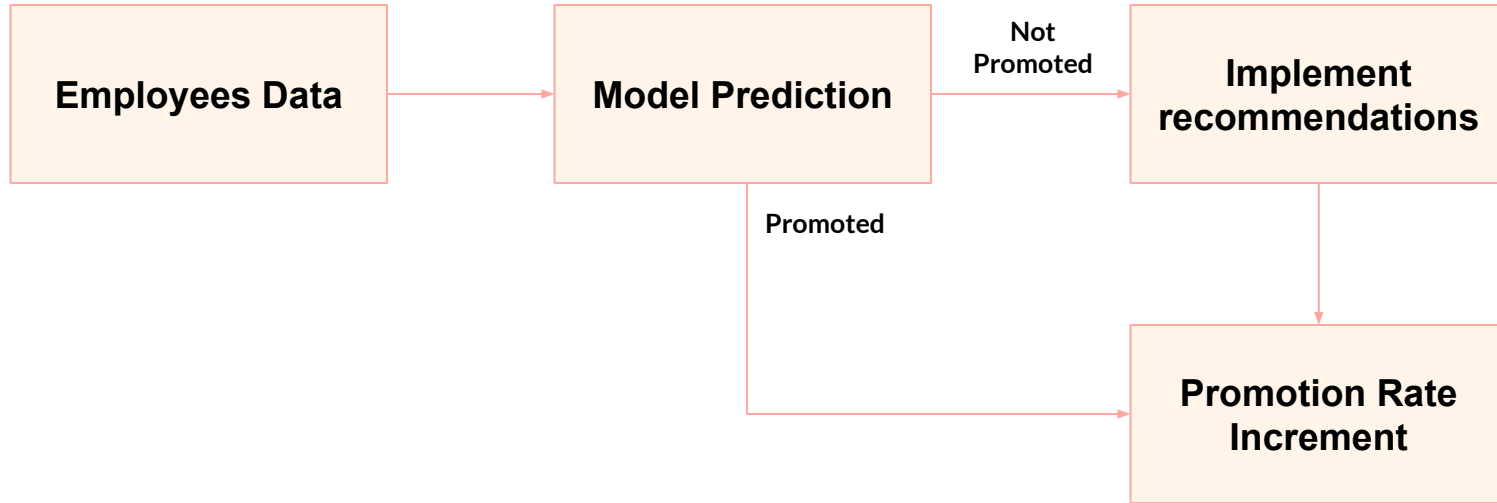 Employees Data
Model Prediction
Not
Promoted
Implement
recommendations
Promoted
Promotion Rate
Increment